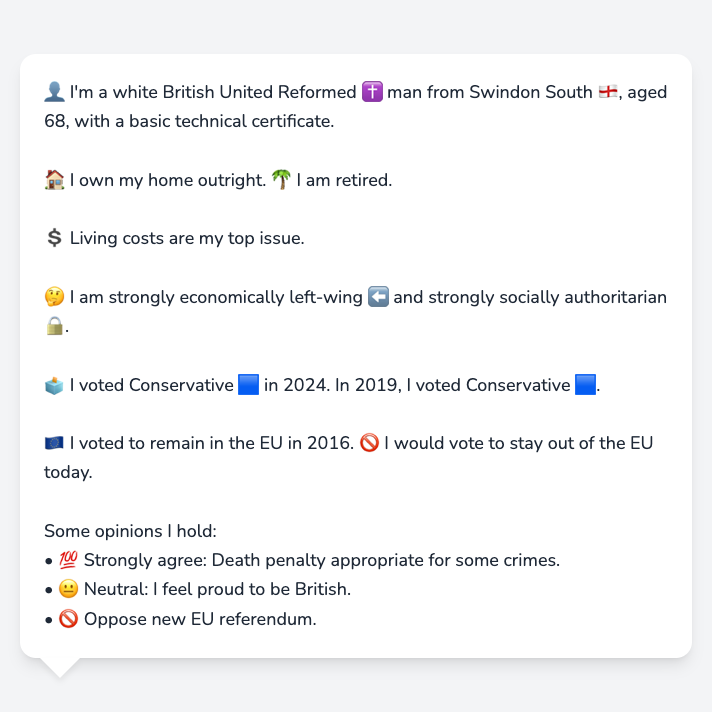 👤 I'm a white British United Reformed ✝️ man from Swindon South 🏴󠁧󠁢󠁥󠁮󠁧󠁿, aged
68, with a basic technical certificate.
🏠 I own my home outright. 🌴 I am retired.
💲 Living costs are my top issue.
🤔 I am strongly economically left-wing ⬅️ and strongly socially authoritarian
🔒.
🗳️ I voted Conservative 🟦 in 2024. In 2019, I voted Conservative 🟦.
🇪🇺 I voted to remain in the EU in 2016. 🚫 I would vote to stay out of the EU
today.
Some opinions I hold:
• 💯 Strongly agree: Death penalty appropriate for some crimes.
• 😐 Neutral: I feel proud to be British.
• 🚫 Oppose new EU referendum.